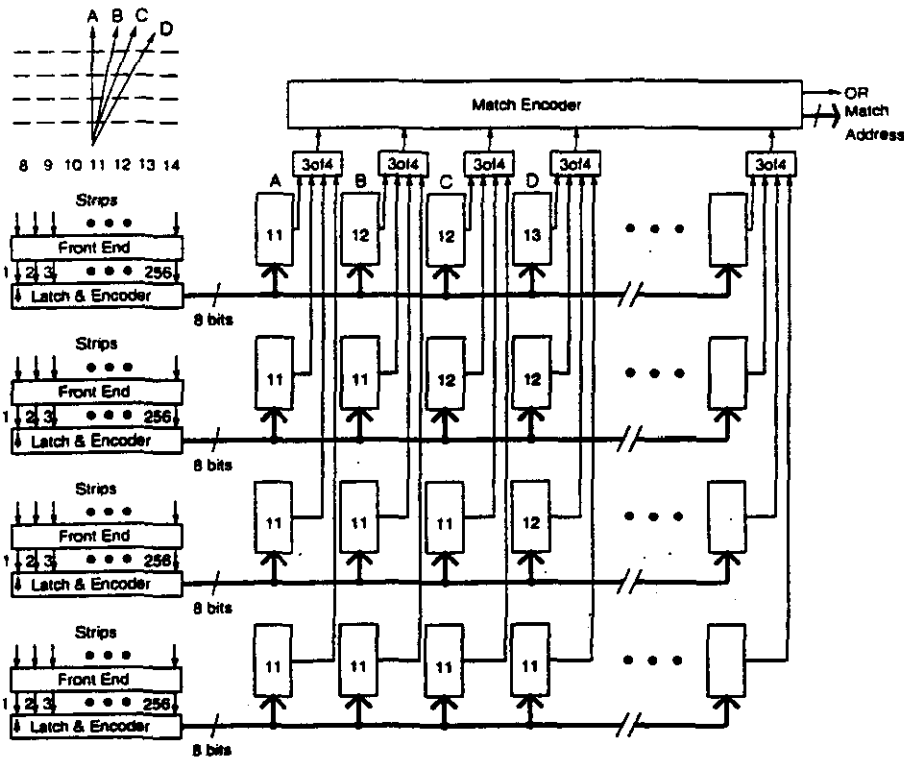 A B C D
8 9 10 11 12 13 14
Match Encoder
OR
Match
Address
3of4 3of4 3of4 3of4 3of4
A B C D
Strips
Front End
1 2 3 256
Latch & Encoder
8 bits
11 12 12 13
Strips
Front End
1 2 3 256
Latch & Encoder
8 bits
11 11 12 12
Strips
Front End
1 2 3 256
Latch & Encoder
8 bits
11 11 11 12
Strips
Front End
1 2 3 256
Latch & Encoder
8 bits
11 11 11 11